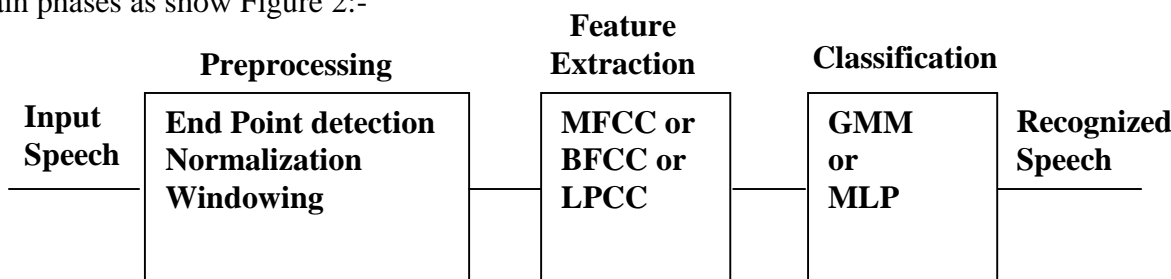 ain phases as show Figure 2:-
Preprocessing
Feature
Extraction
Classification
Input
Speech
End Point detection
Normalization
Windowing
MFCC or
BFCC or
LPCC
GMM
or
MLP
Recognized
Speech